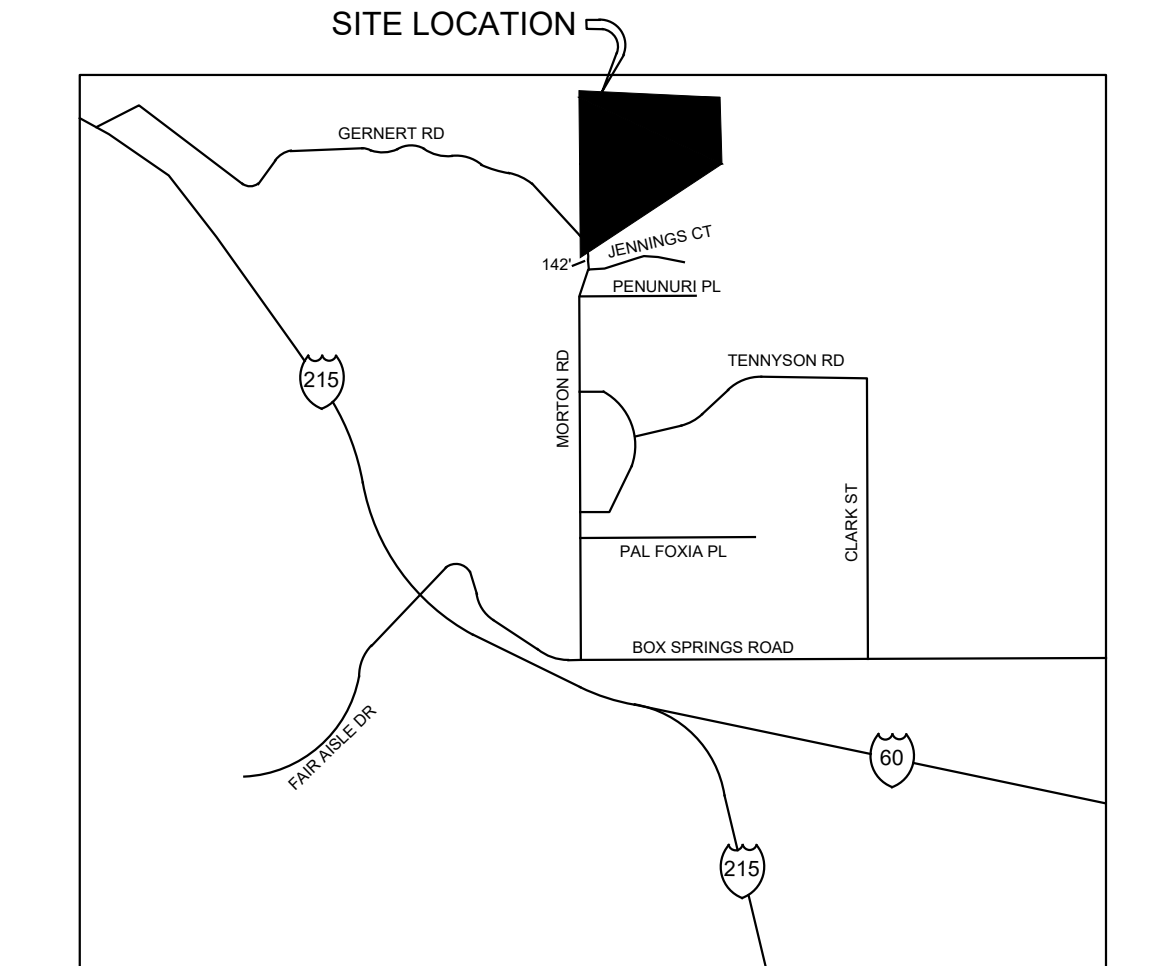 SITE LOCATION
GERNERT RD
JENNINGS CT
142'
PENUNURI PL
MORTON RD
TENNYSON RD
215
CLARK ST
PAL FOXIA PL
BOX SPRINGS ROAD
FAIR AISLE DR
60
215